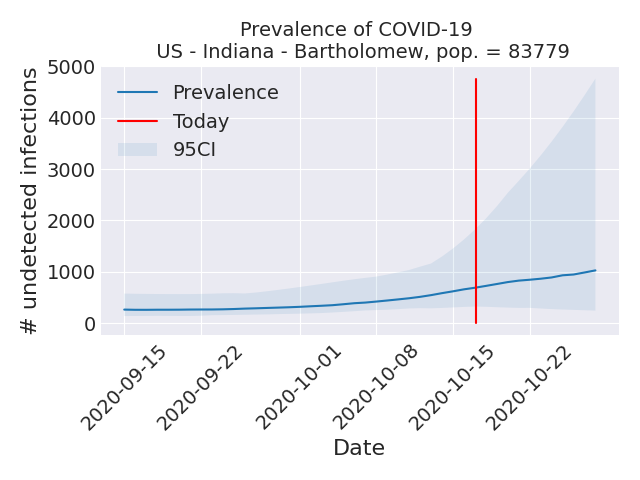 Prevalence of COVID-19
US - Indiana - Bartholomew, pop. = 83779
# undetected infections
5000
4000
3000
2000
1000
0
Prevalence
Today
95CI
2020-09-15
2020-09-22
2020-10-01
2020-10-08
2020-10-15
2020-10-22
Date